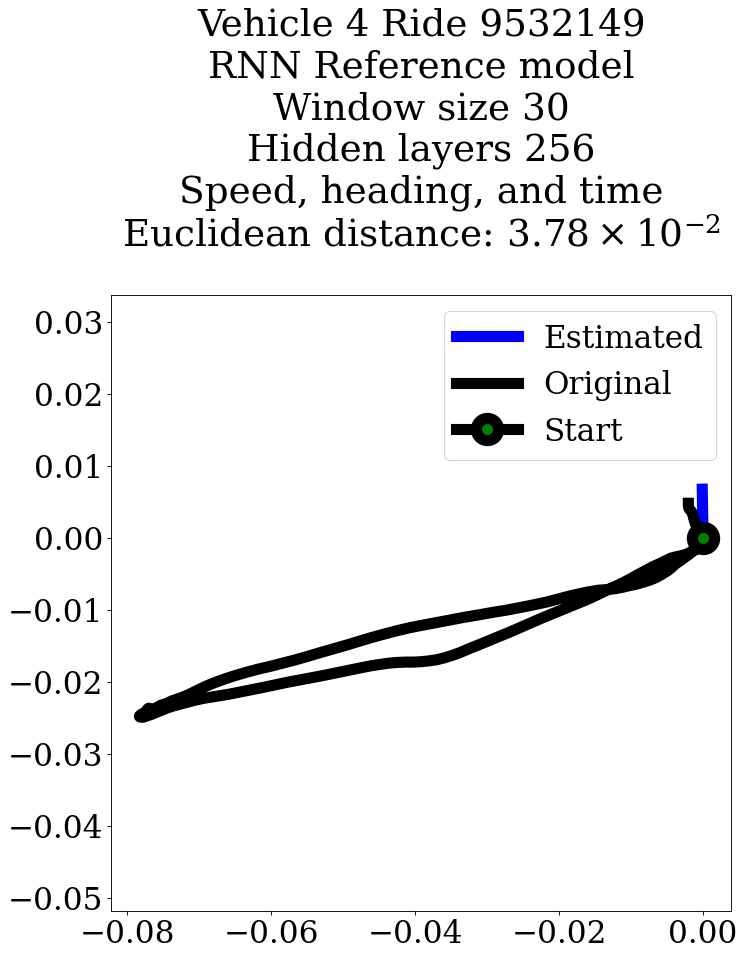 Vehicle 4 Ride 9532149
RNN Reference model
Window size 30
Hidden layers 256
Speed, heading, and time
Euclidean distance: 3.78 × 10⁻²
Estimated
Original
Start
0.03
0.02
0.01
0.00
−0.01
−0.02
−0.03
−0.04
−0.05
−0.08 −0.06 −0.04 −0.02 0.00